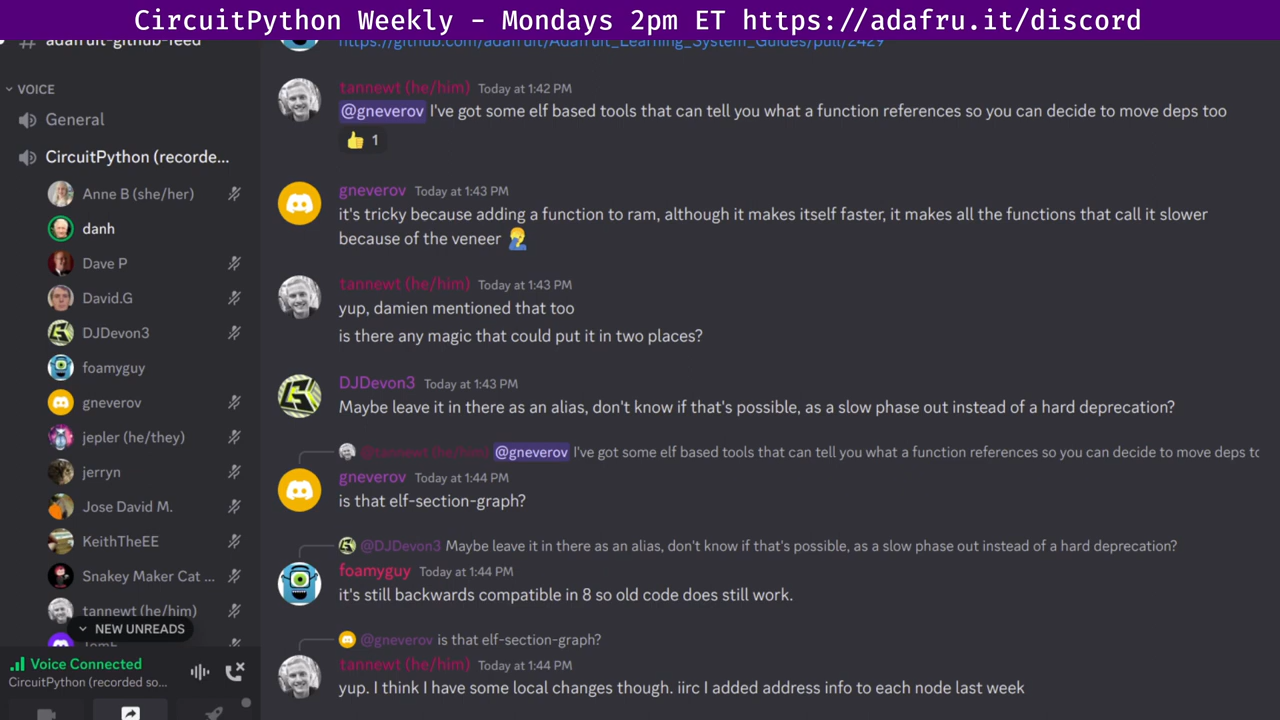 CircuitPython Weekly - Mondays 2pm ET https://adafru.it/discord
adafruit-github-feed
VOICE
General
CircuitPython (recorde...
Anne B (she/her)
danh
Dave P
David.G
DJDevon3
foamyguy
gneverov
jepler (he/they)
jerryn
Jose David M.
KeithTheEE
Snakey Maker Cat ...
tannewt (he/him)
NEW UNREADS
TomF
Voice Connected
CircuitPython (recorded so...
https://github.com/adafruit/Adafruit_Learning_System_Guides/pull/2429
tannewt (he/him) Today at 1:42 PM
@gneverov I've got some elf based tools that can tell you what a function references so you can decide to move deps too
👍 1
gneverov Today at 1:43 PM
it's tricky because adding a function to ram, although it makes itself faster, it makes all the functions that call it slower
because of the veneer 🤦
tannewt (he/him) Today at 1:43 PM
yup, damien mentioned that too
is there any magic that could put it in two places?
DJDevon3 Today at 1:43 PM
Maybe leave it in there as an alias, don't know if that's possible, as a slow phase out instead of a hard deprecation?
@tannewt (he/him) @gneverov I've got some elf based tools that can tell you what a function references so you can decide to move deps to
gneverov Today at 1:44 PM
is that elf-section-graph?
@DJDevon3 Maybe leave it in there as an alias, don't know if that's possible, as a slow phase out instead of a hard deprecation?
foamyguy Today at 1:44 PM
it's still backwards compatible in 8 so old code does still work.
@gneverov is that elf-section-graph?
tannewt (he/him) Today at 1:44 PM
yup. I think I have some local changes though. iirc I added address info to each node last week